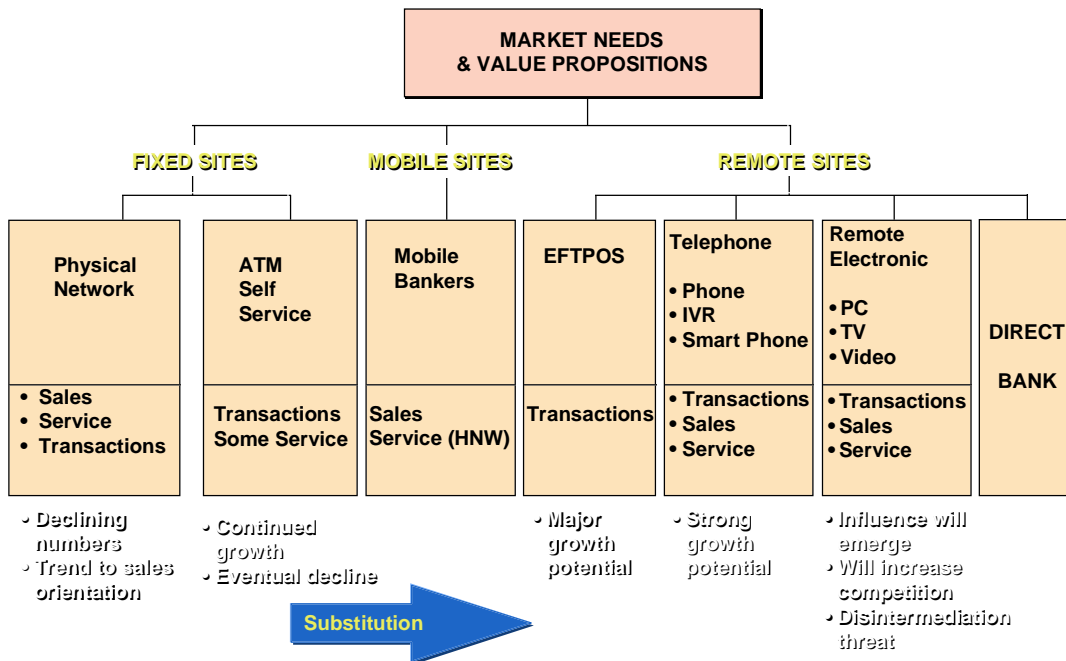 MARKET NEEDS
& VALUE PROPOSITIONS
FIXED SITES
MOBILE SITES
REMOTE SITES
Physical
Network
• Sales
• Service
• Transactions
• Declining
numbers
• Trend to sales
orientation
ATM
Self
Service
Transactions
Some Service
• Continued
growth
• Eventual decline
Mobile
Bankers
Sales
Service (HNW)
EFTPOS
Transactions
• Major
growth
potential
Telephone
• Phone
• IVR
• Smart Phone
• Transactions
• Sales
• Service
• Strong
growth
potential
Remote
Electronic
• PC
• TV
• Video
• Transactions
• Sales
• Service
• Influence will
emerge
• Will increase
competition
• Disintermediation
threat
DIRECT
BANK
Substitution